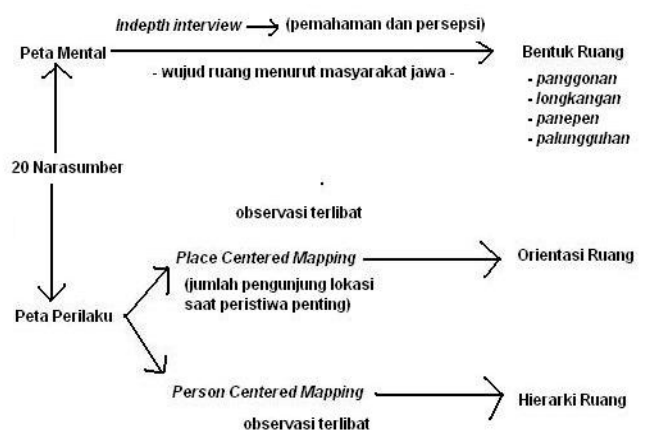 Indepth interview (pemahaman dan persepsi)
Peta Mental
Bentuk Ruang
- wujud ruang menurut masyarakat jawa -
- panggonan
- longkangan
- panepen
- palungguhan
20 Narasumber
observasi terlibat
Place Centered Mapping
Orientasi Ruang
(jumlah pengunjung lokasi
saat peristiwa penting)
Peta Perilaku
Person Centered Mapping
Hierarki Ruang
observasi terlibat